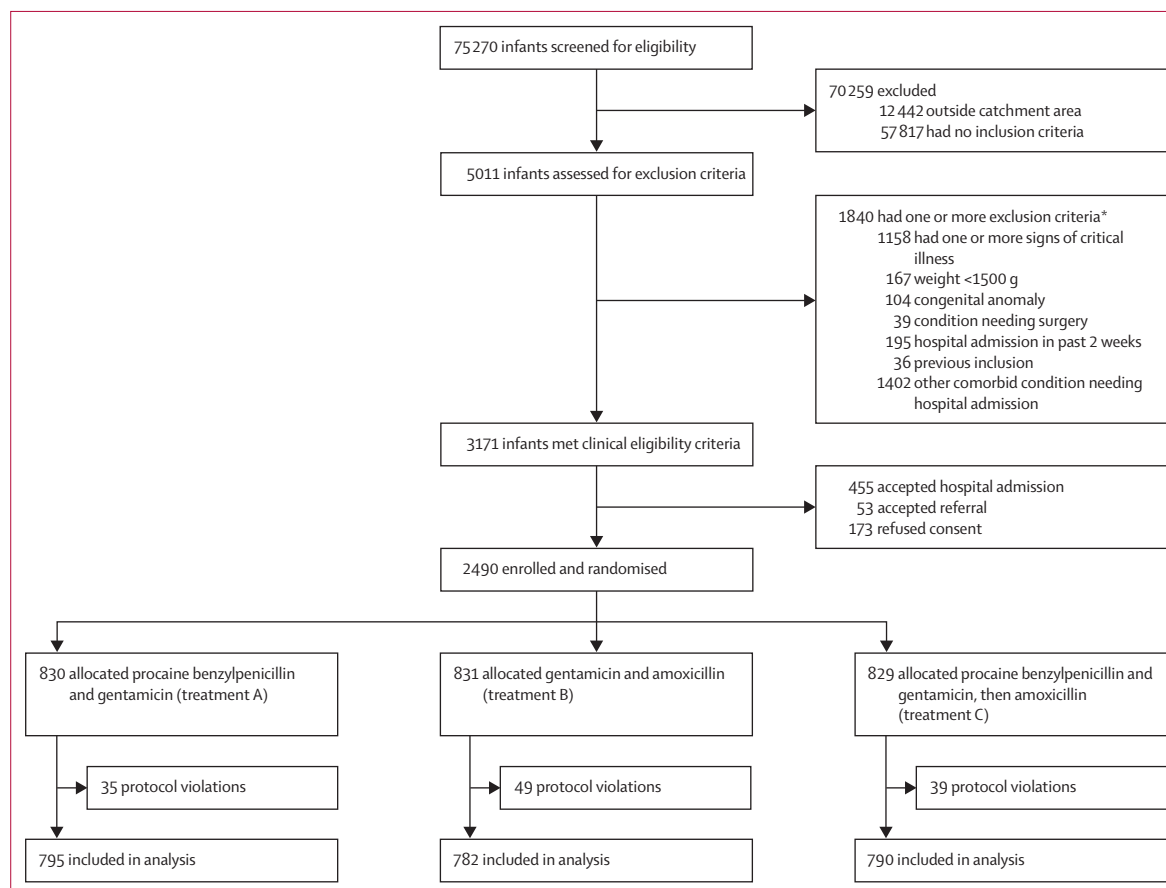 75 270 infants screened for eligibility
70 259 excluded
12 442 outside catchment area
57 817 had no inclusion criteria
5011 infants assessed for exclusion criteria
1840 had one or more exclusion criteria*
1158 had one or more signs of critical
illness
167 weight <1500 g
104 congenital anomaly
39 condition needing surgery
195 hospital admission in past 2 weeks
36 previous inclusion
1402 other comorbid condition needing
hospital admission
3171 infants met clinical eligibility criteria
455 accepted hospital admission
53 accepted referral
173 refused consent
2490 enrolled and randomised
830 allocated procaine benzylpenicillin
and gentamicin (treatment A)
831 allocated gentamicin and amoxicillin
(treatment B)
829 allocated procaine benzylpenicillin and
gentamicin, then amoxicillin
(treatment C)
35 protocol violations
49 protocol violations
39 protocol violations
795 included in analysis
782 included in analysis
790 included in analysis